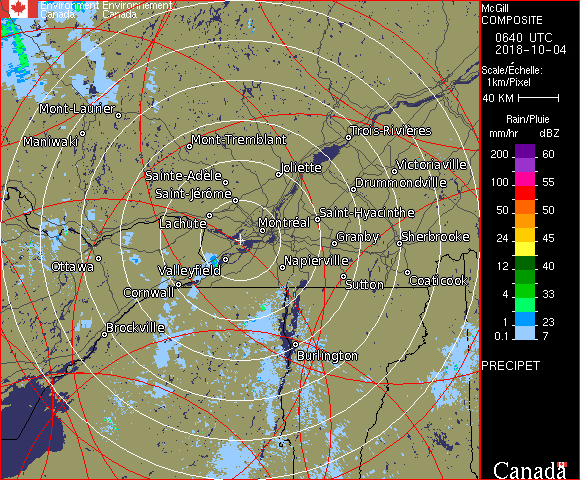 Environment Environnement
Canada Canada
Mont-Laurier
Maniwaki
Mont-Tremblant
Trois-Rivières
Sainte-Adèle
Joliette
Victoriaville
Saint-Jérôme
Drummondville
Lachute
Montréal
Saint-Hyacinthe
Ottawa
Valleyfield
Napierville
Granby
Sherbrooke
Cornwall
Sutton
Coaticook
Brockville
Burlington
McGill
COMPOSITE
0640 UTC
2018-10-04
Scale/Échelle:
1km/Pixel
40 KM
Rain/Pluie
mm/hr dBZ
200 60
55
100 55
50 50
45
24 40
30
12 40
4 33
1 23
0.1 7
PRECIPET
Canada